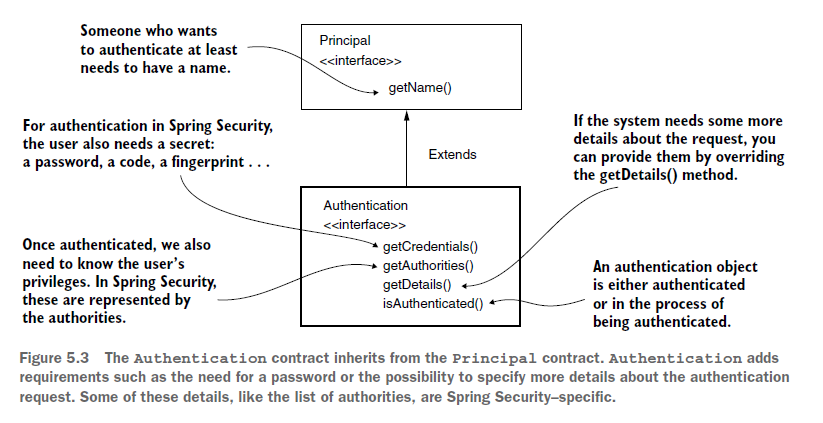 Someone who wants
to authenticate at least
needs to have a name.
Principal
<<interface>>
getName()
For authentication in Spring Security,
the user also needs a secret:
a password, a code, a fingerprint . . .
Extends
If the system needs some more
details about the request, you
can provide them by overriding
the getDetails() method.
Authentication
<<interface>>
getCredentials()
getAuthorities()
getDetails()
isAuthenticated()
Once authenticated, we also
need to know the user’s
privileges. In Spring Security,
these are represented by
the authorities.
An authentication object
is either authenticated
or in the process of
being authenticated.
Figure 5.3 The Authentication contract inherits from the Principal contract. Authentication adds
requirements such as the need for a password or the possibility to specify more details about the authentication
request. Some of these details, like the list of authorities, are Spring Security–specific.